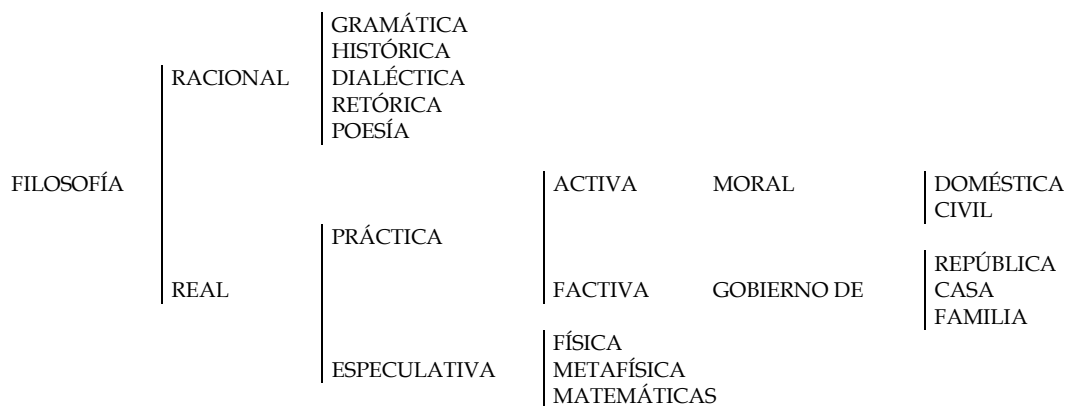 GRAMÁTICA
HISTÓRICA
RACIONAL DIALÉCTICA
RETÓRICA
POESÍA
FILOSOFÍA ACTIVA MORAL DOMÉSTICA
CIVIL
PRÁCTICA
REPÚBLICA
REAL FACTIVA GOBIERNO DE CASA
FAMILIA
FÍSICA
ESPECULATIVA METAFÍSICA
MATEMÁTICAS